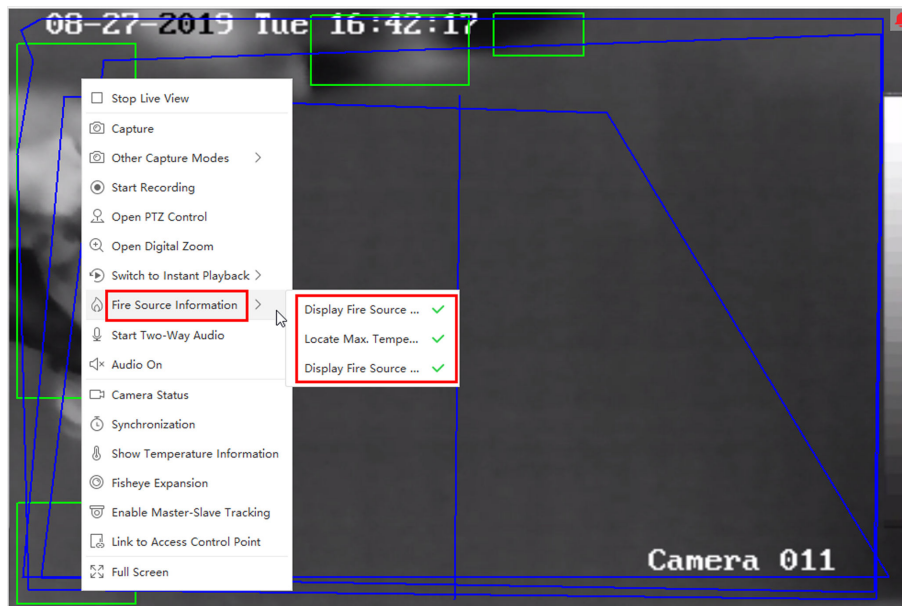 08-27-2019 Tue 16:42:17
Stop Live View
Capture
Other Capture Modes
Start Recording
Open PTZ Control
Open Digital Zoom
Switch to Instant Playback
Fire Source Information
Display Fire Source ...
Locate Max. Tempe...
Display Fire Source ...
Start Two-Way Audio
Audio On
Camera Status
Synchronization
Show Temperature Information
Fisheye Expansion
Enable Master-Slave Tracking
Link to Access Control Point
Full Screen
Camera 011